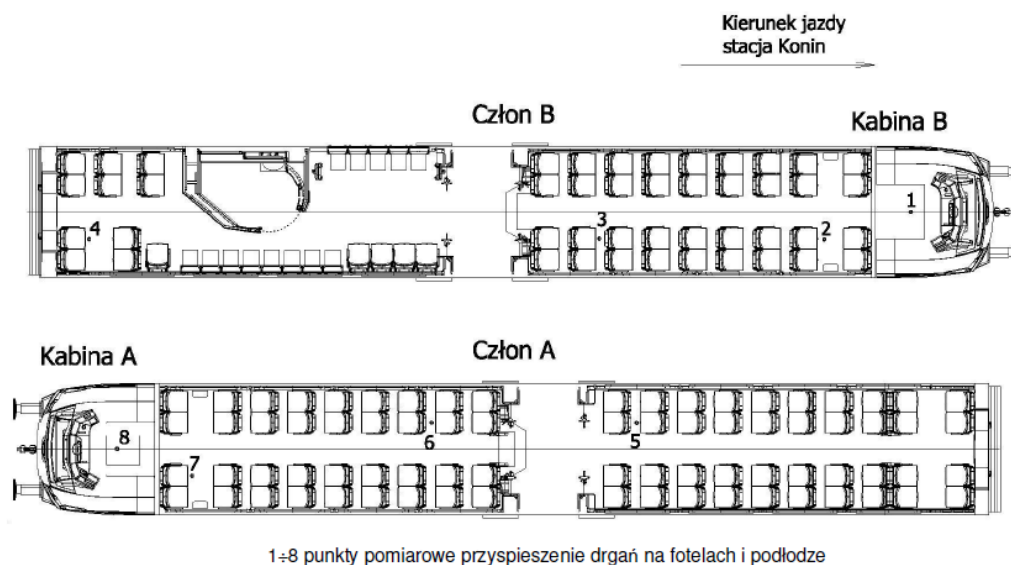 Kierunek jazdy
stacja Konin
Człon B
Kabina B
4
3
2
1
Kabina A
Człon A
8
7
6
5
1÷8 punkty pomiarowe przyspieszenie drgań na fotelach i podłodze